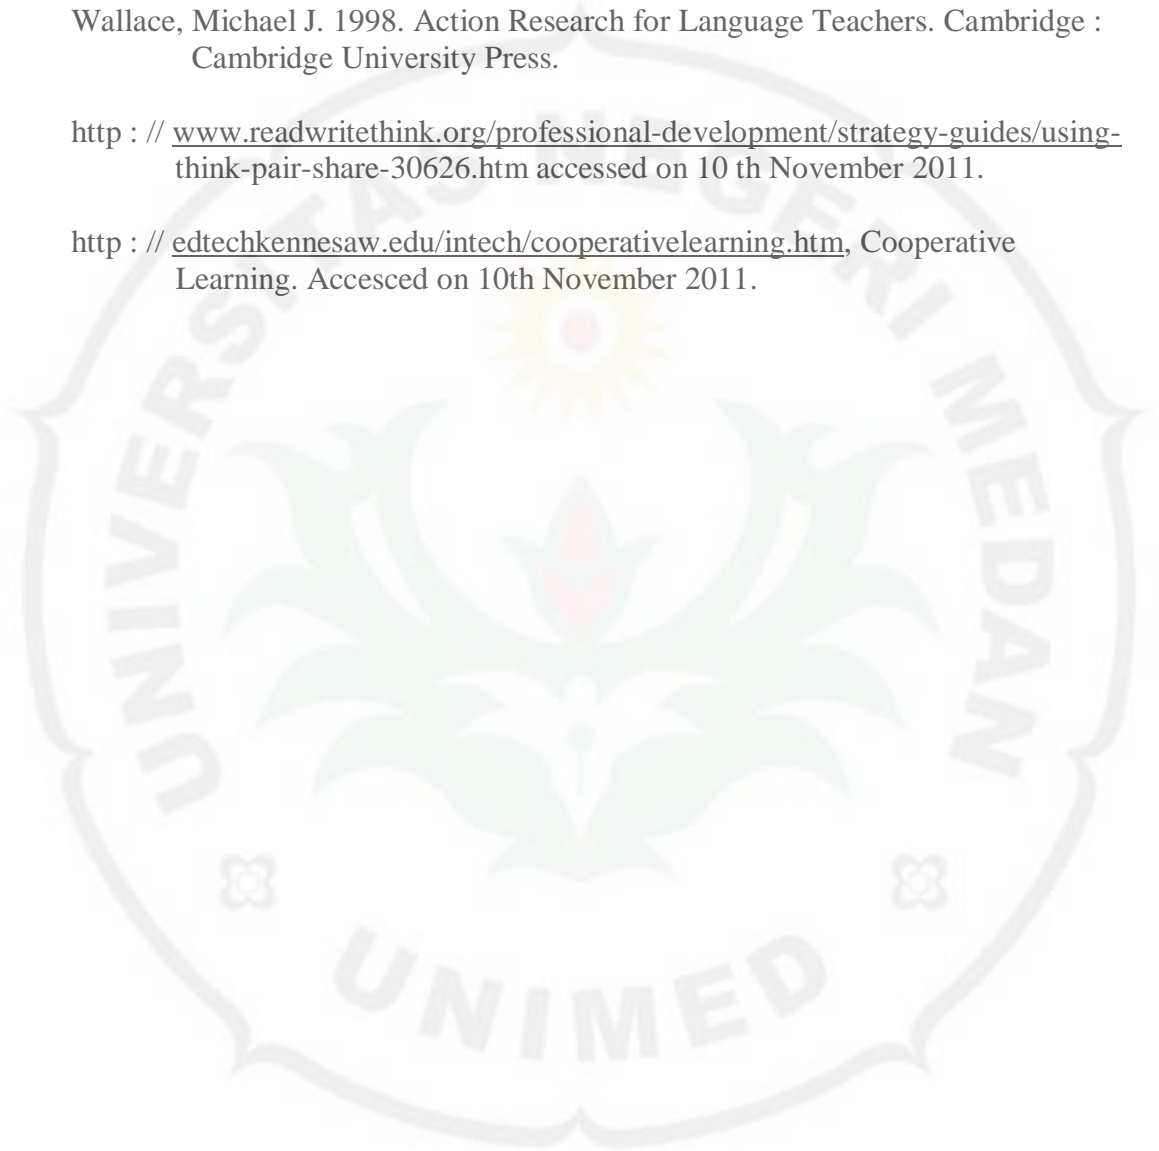 Wallace, Michael J. 1998. Action Research for Language Teachers. Cambridge :
Cambridge University Press.
http : // www.readwritethink.org/professional-development/strategy-guides/using-
think-pair-share-30626.htm accessed on 10 th November 2011.
http : // edtechkennesaw.edu/intech/cooperativelearning.htm, Cooperative
Learning. Accesced on 10th November 2011.
UNIVERSITAS NEGERI MEDAN
UNIMED